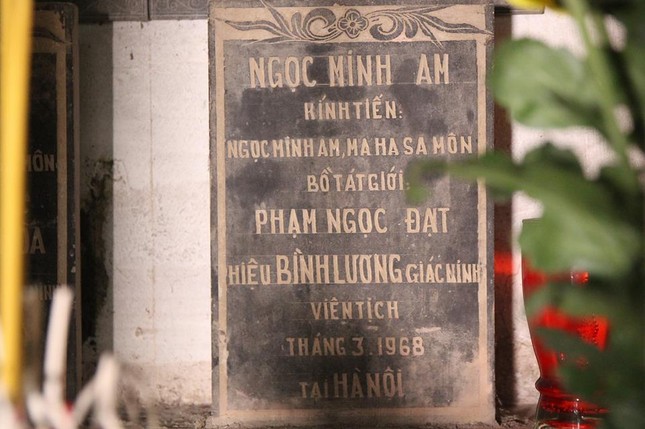 NGỌC MINH AM
KÍNH TIẾN:
NGỌC MINH AM, MA HA SA MÔN
BỒ TÁT GIỚI:
PHẠM NGỌC ĐẠT
HIỆU BÌNH LƯƠNG GIÁC MINH
VIÊN TỊCH
THÁNG 3.1968
TẠI HÀ NỘI
MÔN